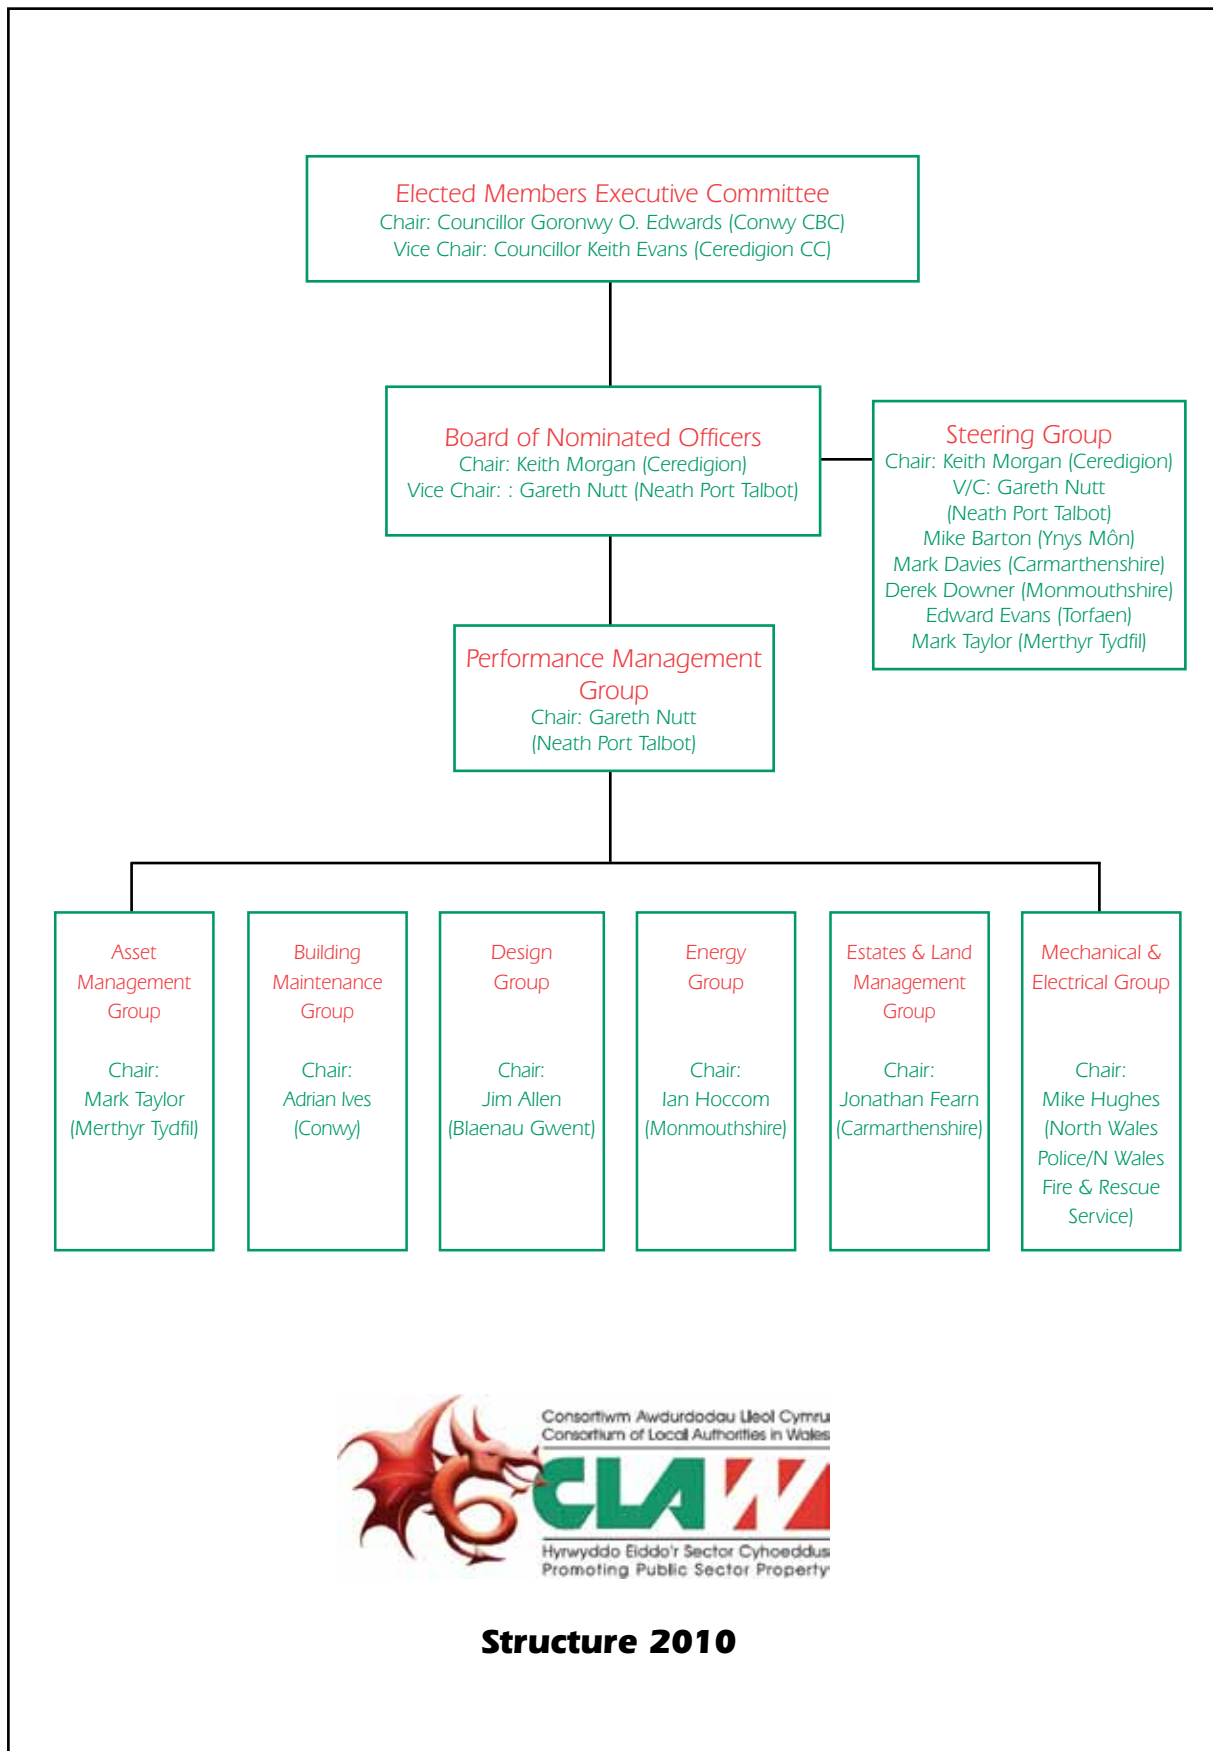 Elected Members Executive Committee
Chair: Councillor Goronwy O. Edwards (Conwy CBC)
Vice Chair: Councillor Keith Evans (Ceredigion CC)
Board of Nominated Officers
Chair: Keith Morgan (Ceredigion)
Vice Chair: : Gareth Nutt (Neath Port Talbot)
Steering Group
Chair: Keith Morgan (Ceredigion)
V/C: Gareth Nutt
(Neath Port Talbot)
Mike Barton (Ynys Môn)
Mark Davies (Carmarthenshire)
Derek Downer (Monmouthshire)
Edward Evans (Torfaen)
Mark Taylor (Merthyr Tydfil)
Performance Management
Group
Chair: Gareth Nutt
(Neath Port Talbot)
Asset
Management
Group
Chair:
Mark Taylor
(Merthyr Tydfil)
Building
Maintenance
Group
Chair:
Adrian Ives
(Conwy)
Design
Group
Chair:
Jim Allen
(Blaenau Gwent)
Energy
Group
Chair:
Ian Hoccom
(Monmouthshire)
Estates & Land
Management
Group
Chair:
Jonathan Fearn
(Carmarthenshire)
Mechanical &
Electrical Group
Chair:
Mike Hughes
(North Wales
Police/N Wales
Fire & Rescue
Service)
Consortiwm Awdurdodau Lleol Cymru
Consortium of Local Authorities in Wales
CLAW
Hyrwyddo Eiddo'r Sector Cyhoeddus
Promoting Public Sector Property
Structure 2010